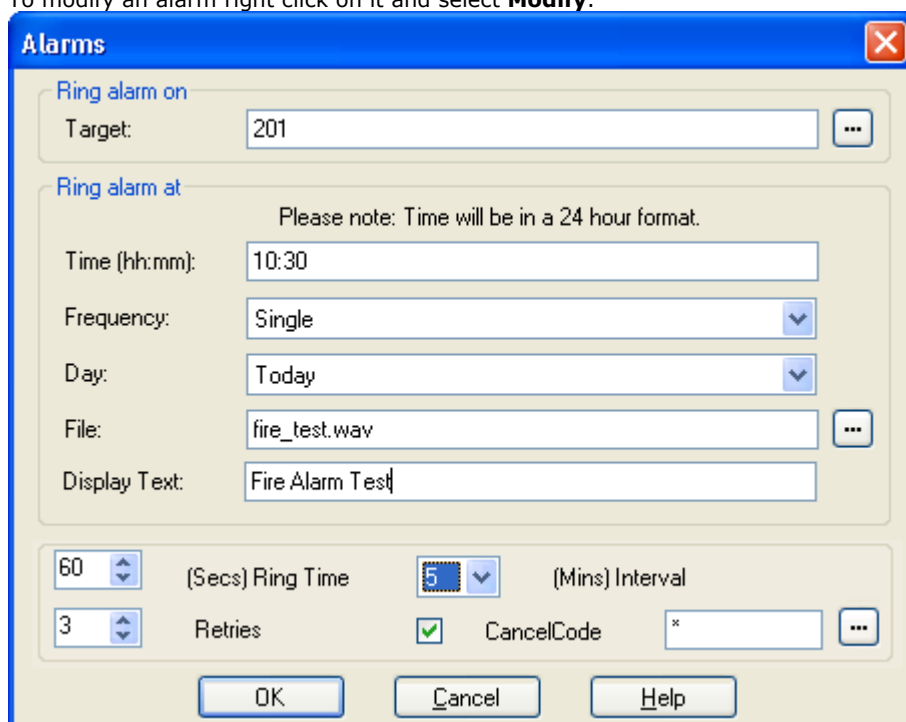 To modify an alarm right click on it and select Modify.
Alarms
Ring alarm on
Target: 201 ...
Ring alarm at
Please note: Time will be in a 24 hour format.
Time (hh:mm): 10:30
Frequency: Single
Day: Today
File: fire_test.wav ...
Display Text: Fire Alarm Test
60 (Secs) Ring Time 5 (Mins) Interval
3 Retries CancelCode * ...
OK Cancel Help